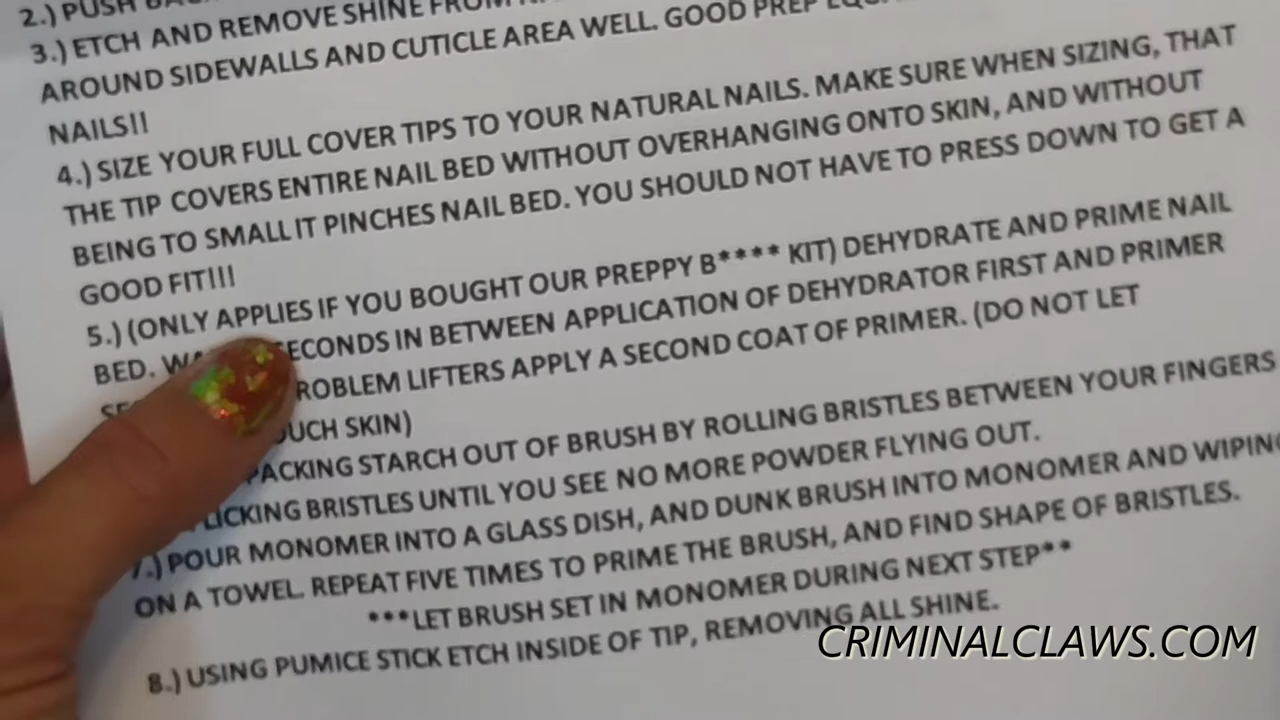 2.) PUSH
3.) ETCH AND REMOVE SHINE FROM
AROUND SIDEWALLS AND CUTICLE AREA WELL. GOOD PREP
NAILS!!
4.) SIZE YOUR FULL COVER TIPS TO YOUR NATURAL NAILS. MAKE SURE WHEN SIZING, THAT
THE TIP COVERS ENTIRE NAIL BED WITHOUT OVERHANGING ONTO SKIN, AND WITHOUT
BEING TO SMALL IT PINCHES NAIL BED. YOU SHOULD NOT HAVE TO PRESS DOWN TO GET A
GOOD FIT!!!
5.) (ONLY APPLIES IF YOU BOUGHT OUR PREPPY B**** KIT) DEHYDRATE AND PRIME NAIL
BED. SECONDS IN BETWEEN APPLICATION OF DEHYDRATOR FIRST AND PRIMER
PROBLEM LIFTERS APPLY A SECOND COAT OF PRIMER. (DO NOT LET
TOUCH SKIN)
PACKING STARCH OUT OF BRUSH BY ROLLING BRISTLES BETWEEN YOUR FINGERS
FLICKING BRISTLES UNTIL YOU SEE NO MORE POWDER FLYING OUT.
7.) POUR MONOMER INTO A GLASS DISH, AND DUNK BRUSH INTO MONOMER AND WIPING
ON A TOWEL. REPEAT FIVE TIMES TO PRIME THE BRUSH, AND FIND SHAPE OF BRISTLES.
***LET BRUSH SET IN MONOMER DURING NEXT STEP**
8.) USING PUMICE STICK ETCH INSIDE OF TIP, REMOVING ALL SHINE.
CRIMINALCLAWS.COM